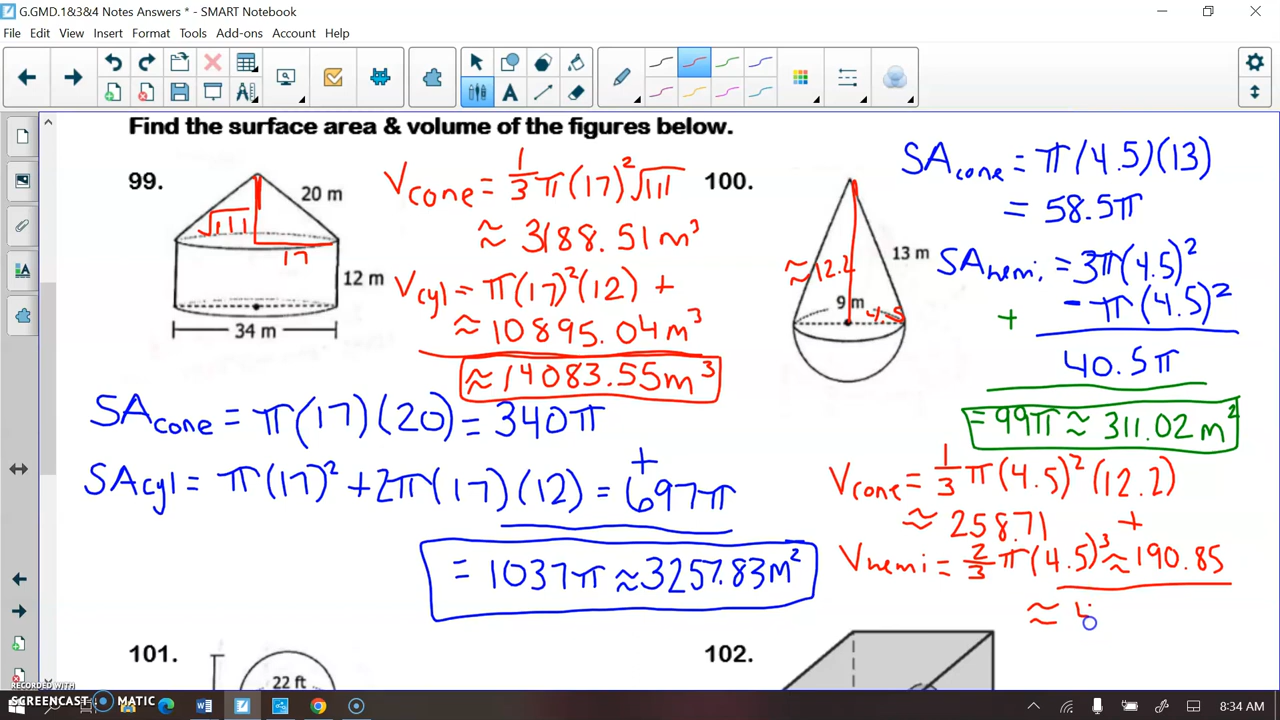 G.GMD.1&3&4 Notes Answers * - SMART Notebook
File Edit View Insert Format Tools Add-ons Account Help
Find the surface area & volume of the figures below.
99.
20 m
√111
17
12 m
34 m
V cone = 1/3 π(17)² √111
≈ 3188.51 m³
V cyl = π(17)²(12) +
≈ 10895.04 m³
≈ 14083.55 m³
SA cone = π(17)(20) = 340π
+
SA cyl = π(17)² + 2π(17)(12) = 697π
= 1037π ≈ 3257.83 m²
100.
13 m
≈12.2
9 m
4.5
SA cone = π(4.5)(13)
= 58.5π
SA hemi. = 3π(4.5)²
- π(4.5)²
+
40.5π
= 99π ≈ 311.02 m²
V cone = 1/3 π(4.5)²(12.2)
≈ 258.71 +
V hemi = 2/3 π(4.5)³ ≈ 190.85
≈
101.
22 ft
102.
RECORDED WITH
SCREENCAST MATIC
8:34 AM